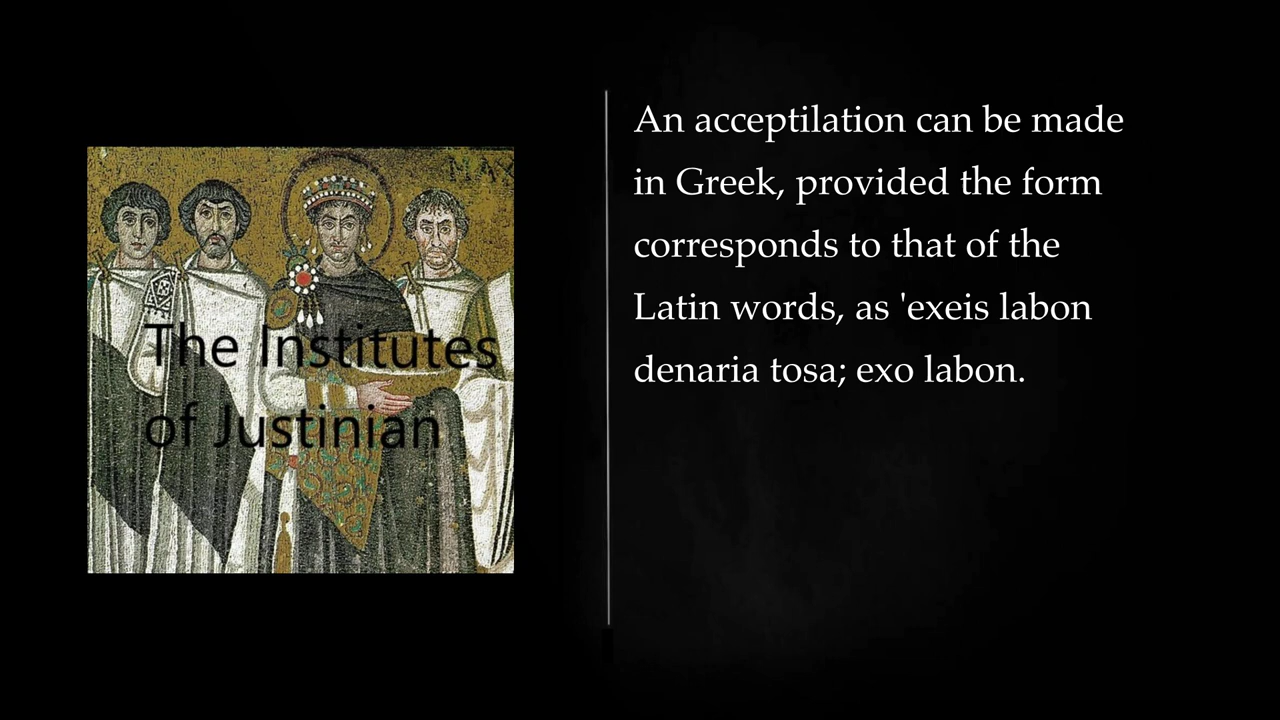 The Institutes
of Justinian
An acceptilation can be made
in Greek, provided the form
corresponds to that of the
Latin words, as 'exeis labon
denaria tosa; exo labon.